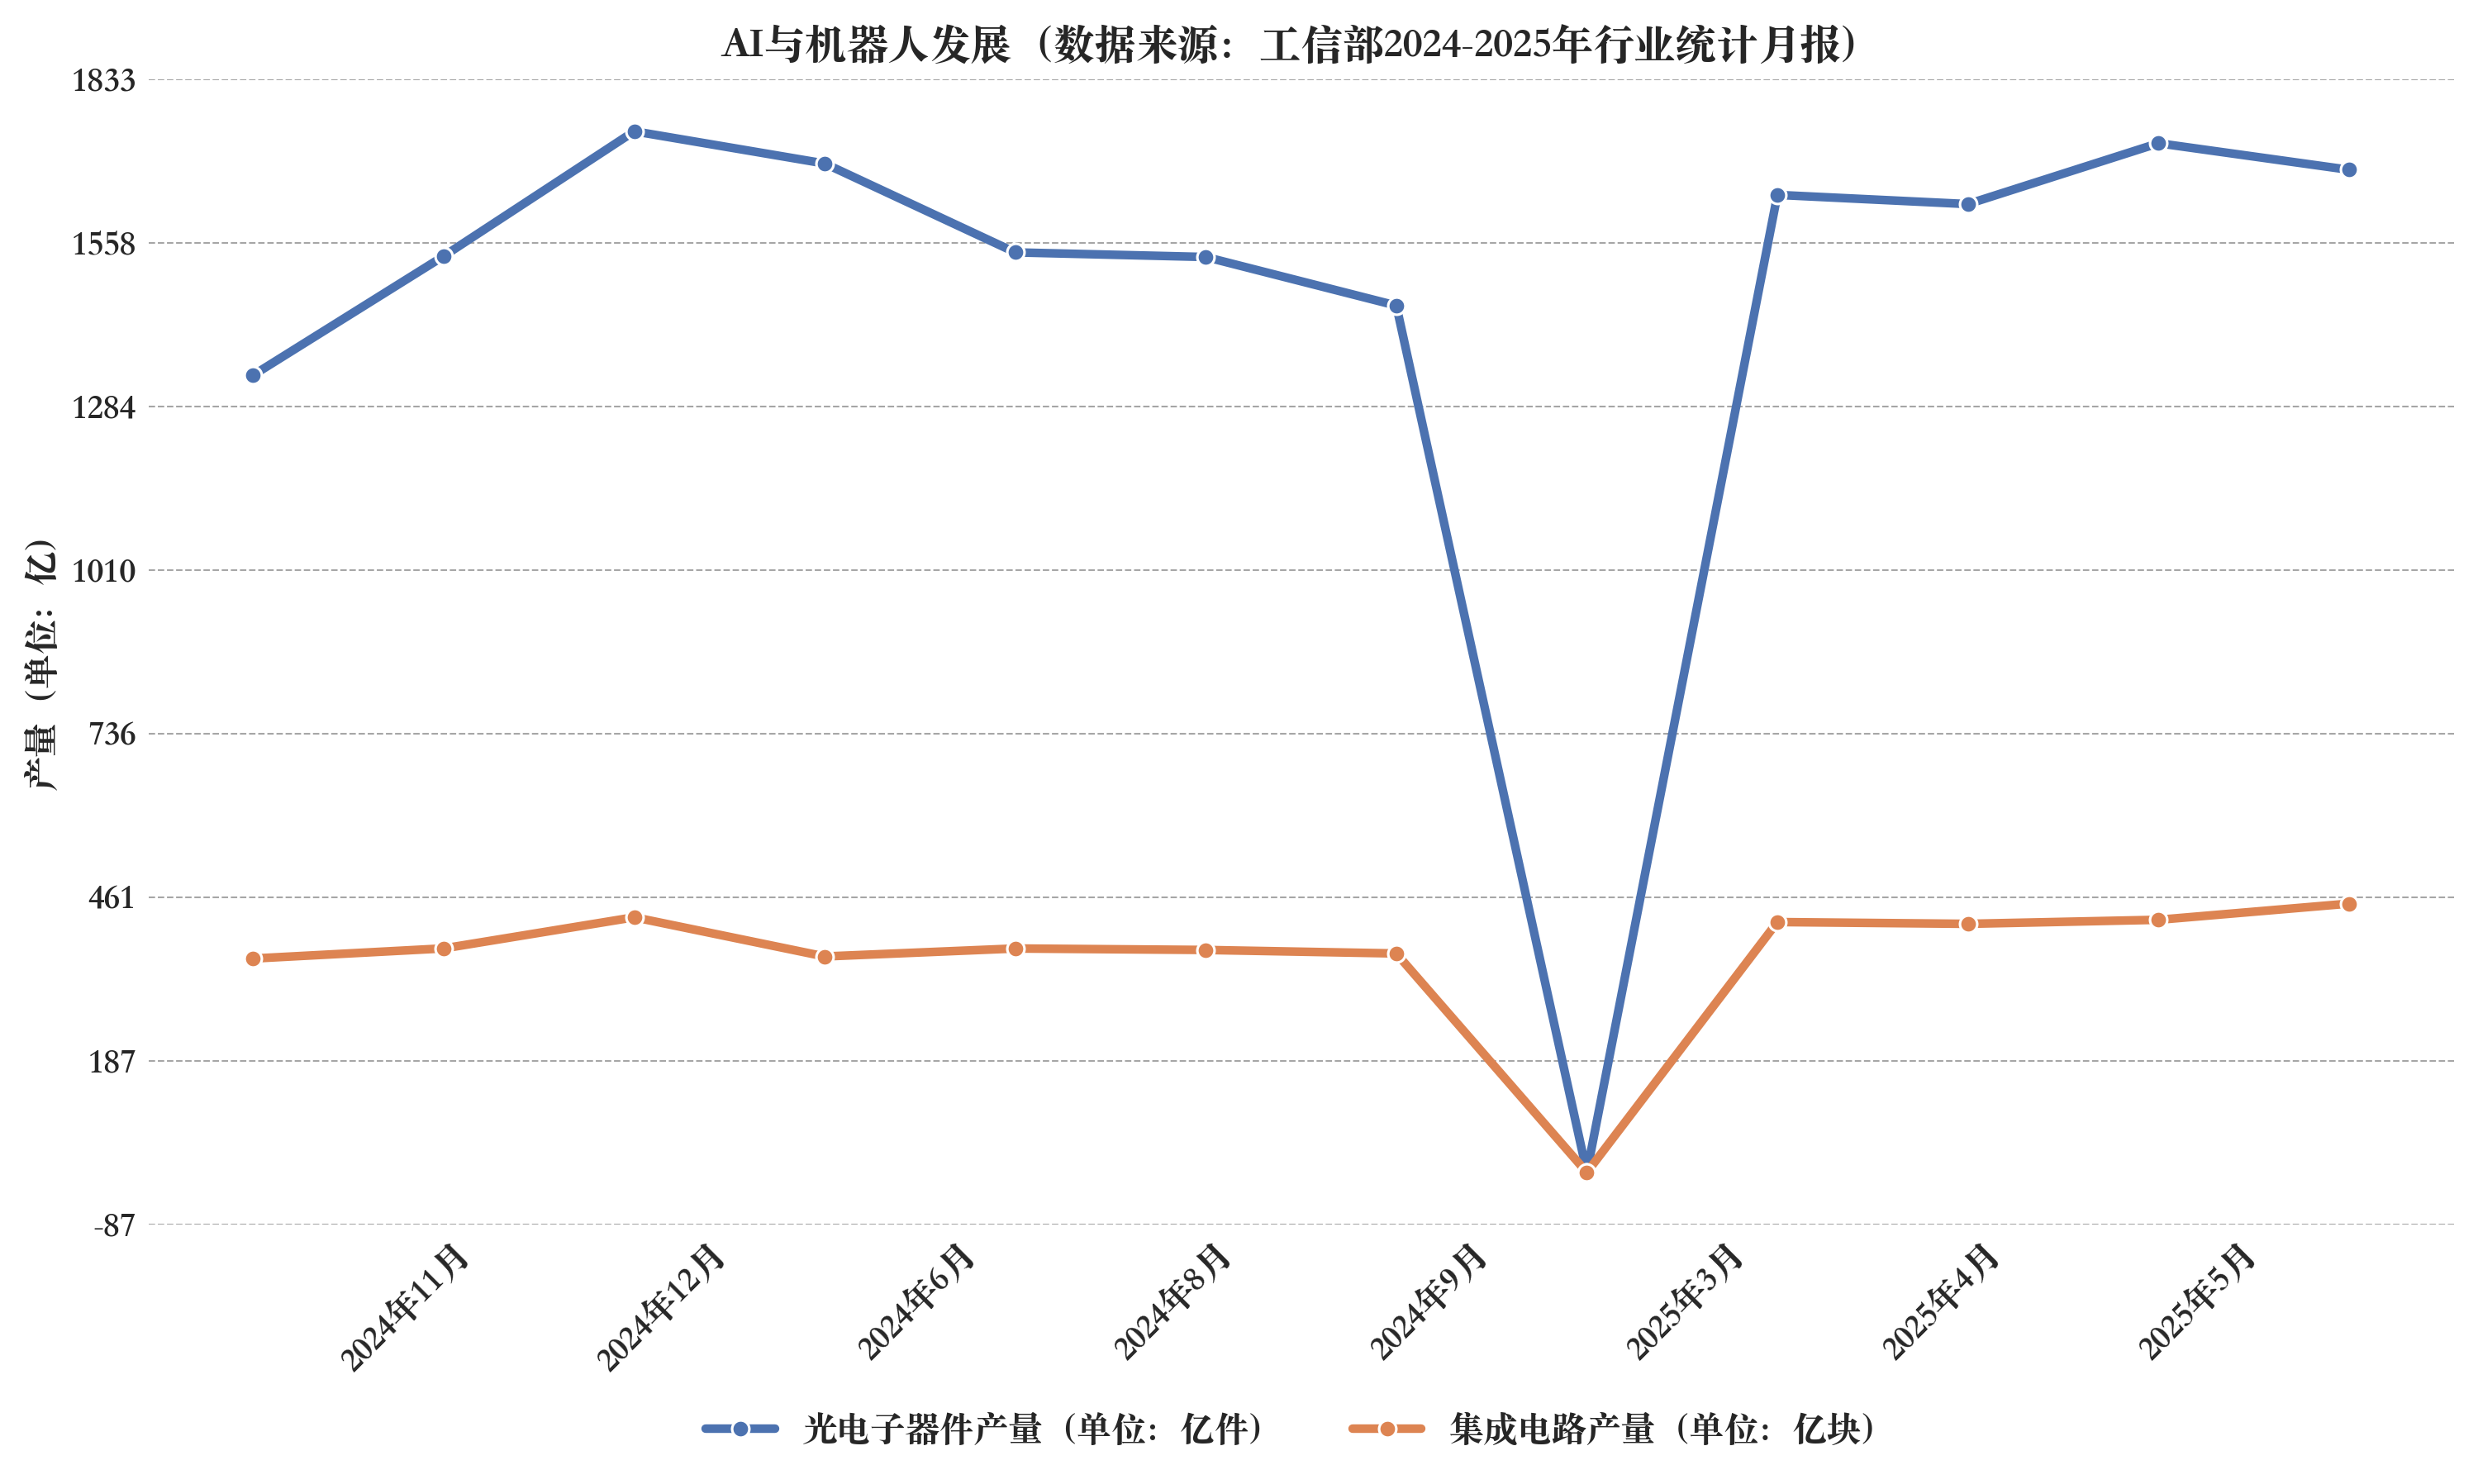 AI与机器人发展（数据来源：工信部2024-2025年行业统计月报）
1833
1558
1284
1010
736
461
187
-87
产量（单位：亿）
2024年11月
2024年12月
2024年6月
2024年8月
2024年9月
2025年3月
2025年4月
2025年5月
光电子器件产量（单位：亿件）
集成电路产量（单位：亿块）